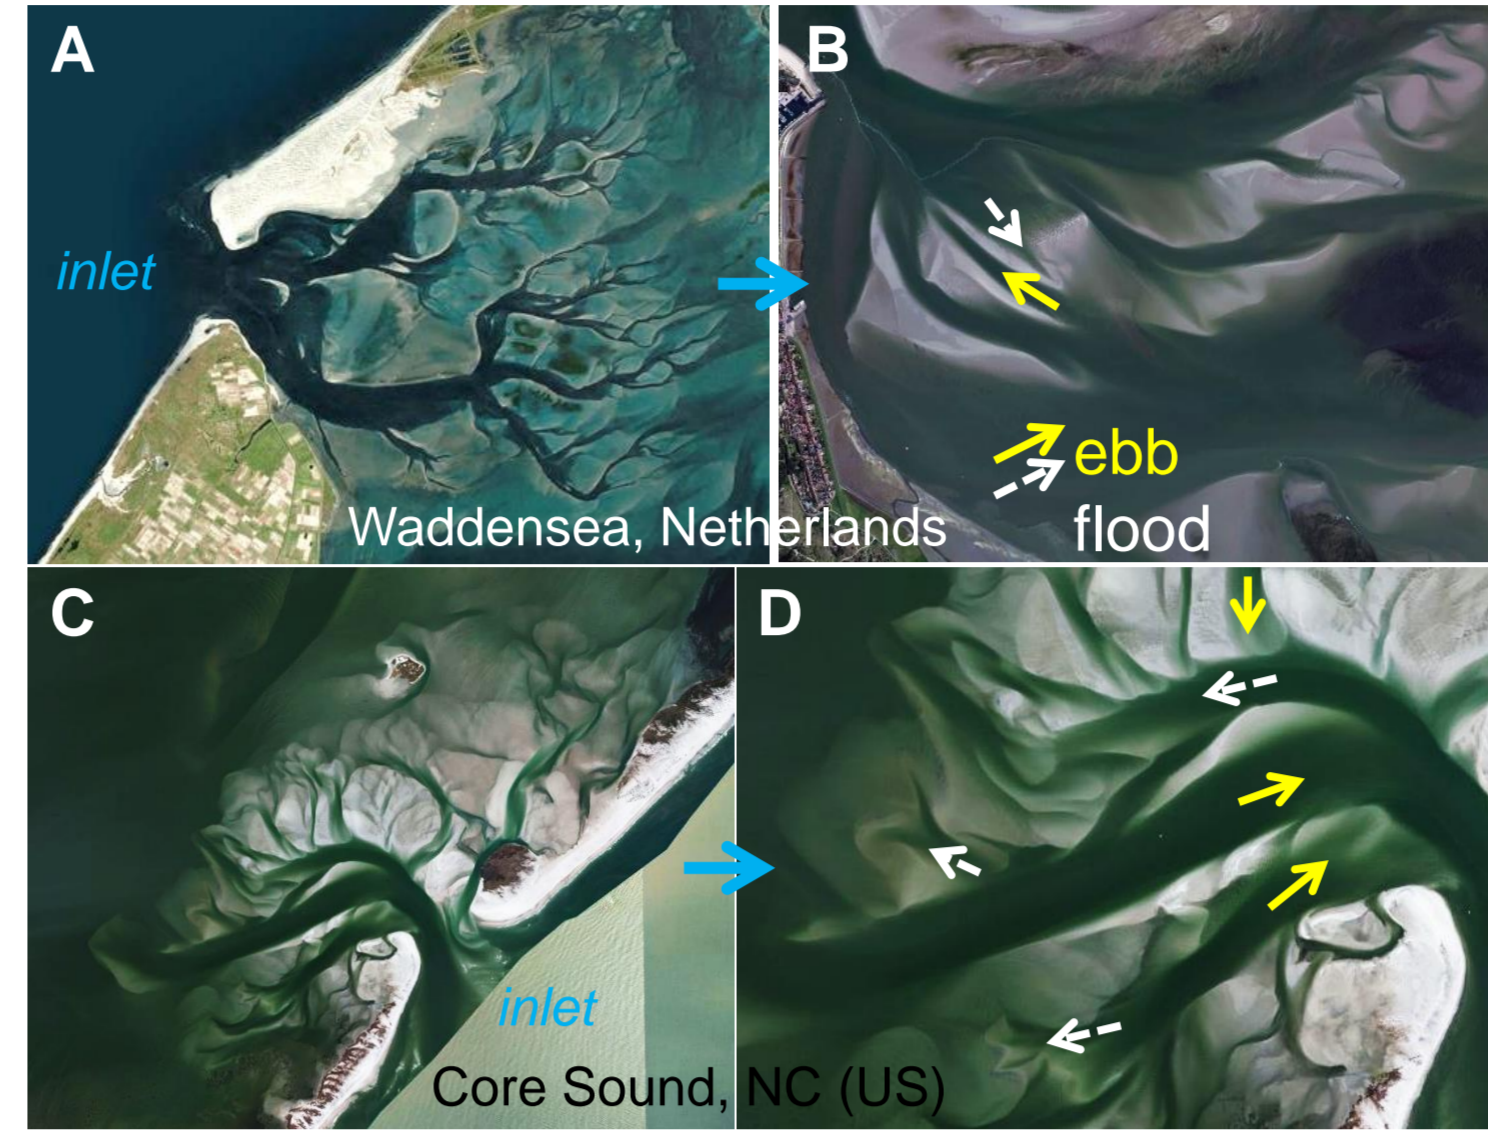 A
B
inlet
ebb
flood
Waddensea, Netherlands
C
D
inlet
Core Sound, NC (US)